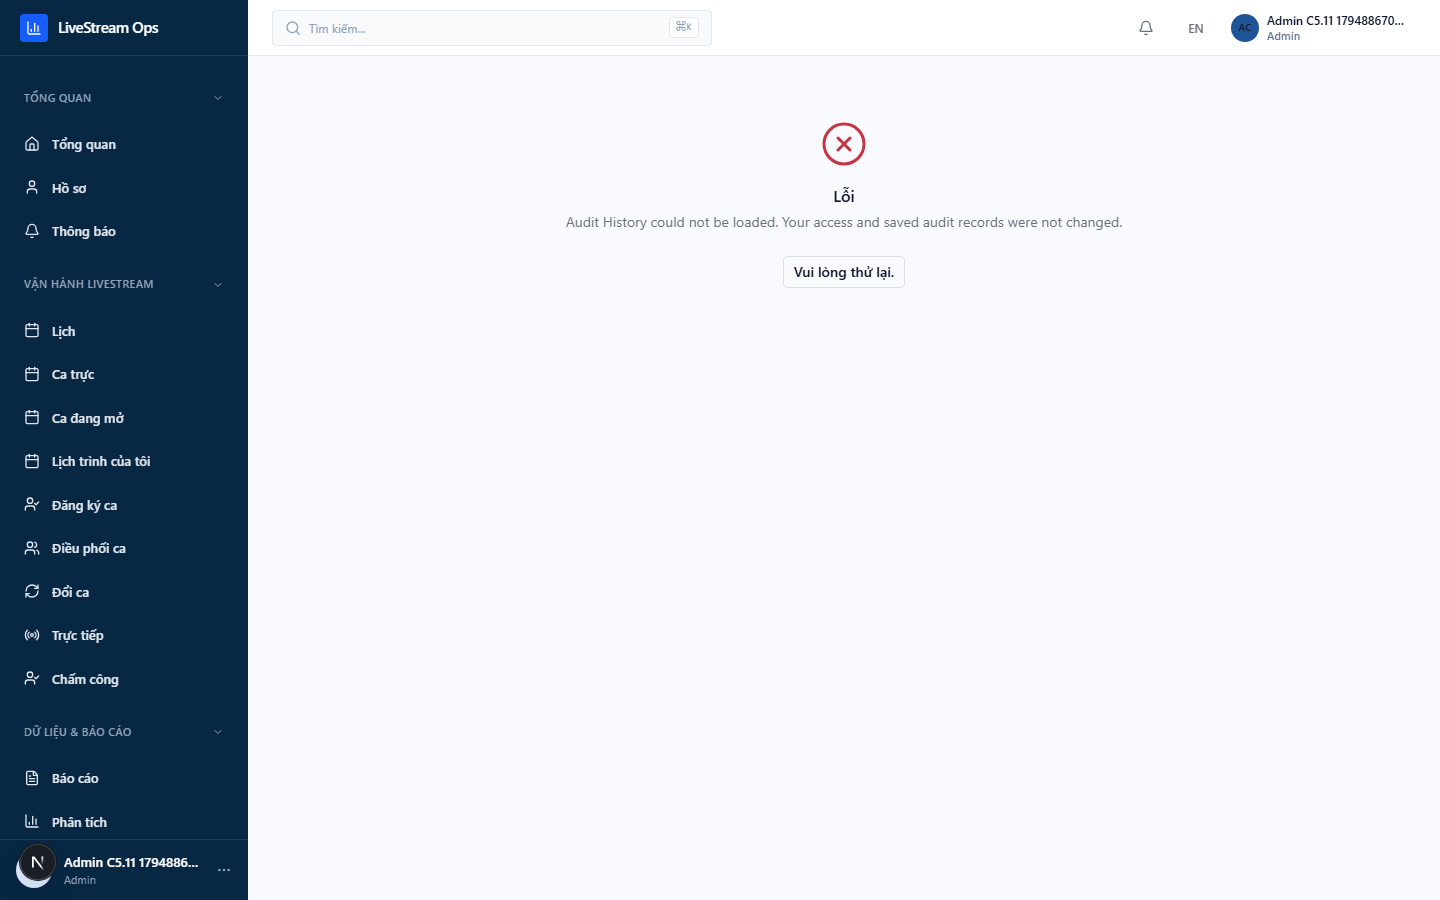 LiveStream Ops
Tìm kiếm...
⌘K
EN
AC
Admin C5.11 179488670...
Admin
TỔNG QUAN
Tổng quan
Hồ sơ
Thông báo
VẬN HÀNH LIVESTREAM
Lịch
Ca trực
Ca đang mở
Lịch trình của tôi
Đăng ký ca
Điều phối ca
Đổi ca
Trực tiếp
Chấm công
DỮ LIỆU & BÁO CÁO
Báo cáo
Phân tích
N
Admin C5.11 1794886...
Admin
Lỗi
Audit History could not be loaded. Your access and saved audit records were not changed.
Vui lòng thử lại.